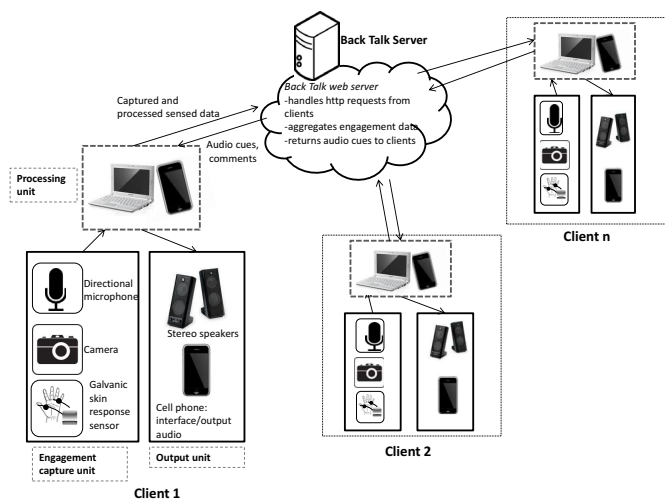 Back Talk Server
Back Talk web server
-handles http requests from
clients
-aggregates engagement data
-returns audio cues to clients
Captured and
processed sensed data
Audio cues,
comments
Processing
unit
Directional
microphone
Camera
Galvanic
skin
response
sensor
Stereo speakers
Cell phone:
interface/output
audio
Engagement
capture unit
Output unit
Client 1
Client 2
Client n